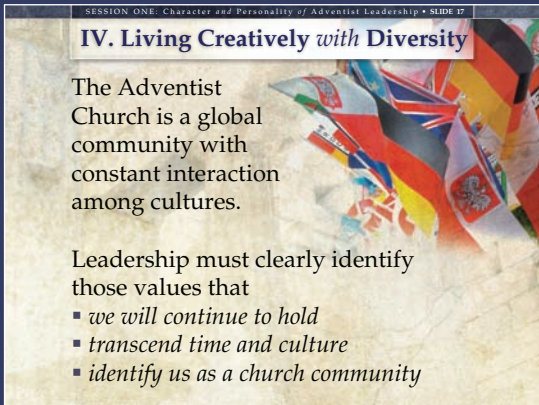 SESSION ONE: Character and Personality of Adventist Leadership • SLIDE 17
IV. Living Creatively with Diversity
The Adventist
Church is a global
community with
constant interaction
among cultures.
Leadership must clearly identify
those values that
▪ we will continue to hold
▪ transcend time and culture
▪ identify us as a church community